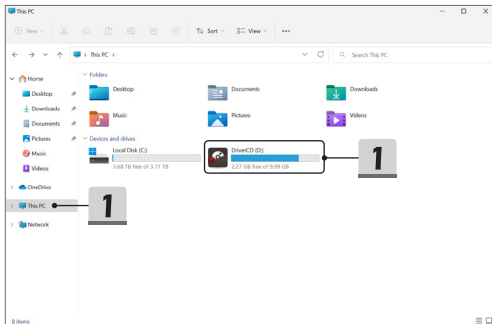 This PC
New
Sort
View
This PC
Search This PC
Home
Desktop
Downloads
Documents
Pictures
Music
Videos
OneDrive
This PC
Network
Folders
Desktop
Documents
Downloads
Music
Pictures
Videos
Devices and drives
Local Disk (C:)
3.68 TB free of 3.71 TB
DriverCD (D:)
2.27 GB free of 9.99 GB
1
1
8 items